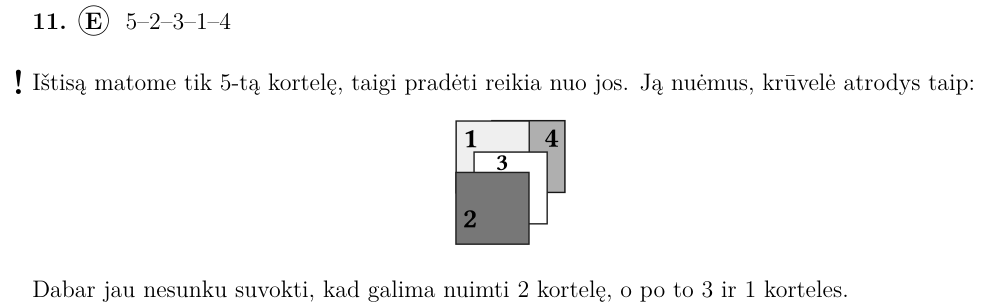 11. E 5–2–3–1–4
! Ištisą matome tik 5-tą kortelę, taigi pradėti reikia nuo jos. Ją nuėmus, krūvelė atrodys taip:
1 4
3
2
Dabar jau nesunku suvokti, kad galima nuimti 2 kortelę, o po to 3 ir 1 korteles.